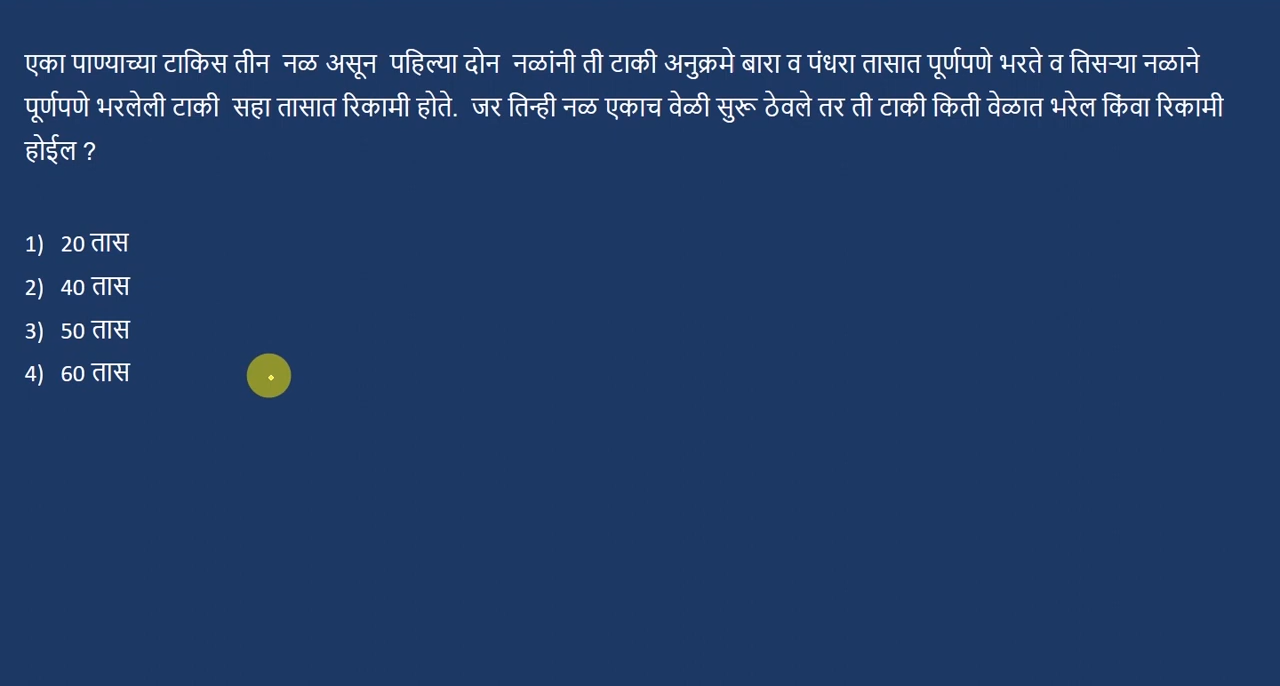 एका पाण्याच्या टाकिस तीन नळ असून पहिल्या दोन नळांनी ती टाकी अनुक्रमे बारा व पंधरा तासात पूर्णपणे भरते व तिसऱ्या नळाने
पूर्णपणे भरलेली टाकी सहा तासात रिकामी होते. जर तिन्ही नळ एकाच वेळी सुरू ठेवले तर ती टाकी किती वेळात भरेल किंवा रिकामी
होईल ?
1) 20 तास
2) 40 तास
3) 50 तास
4) 60 तास